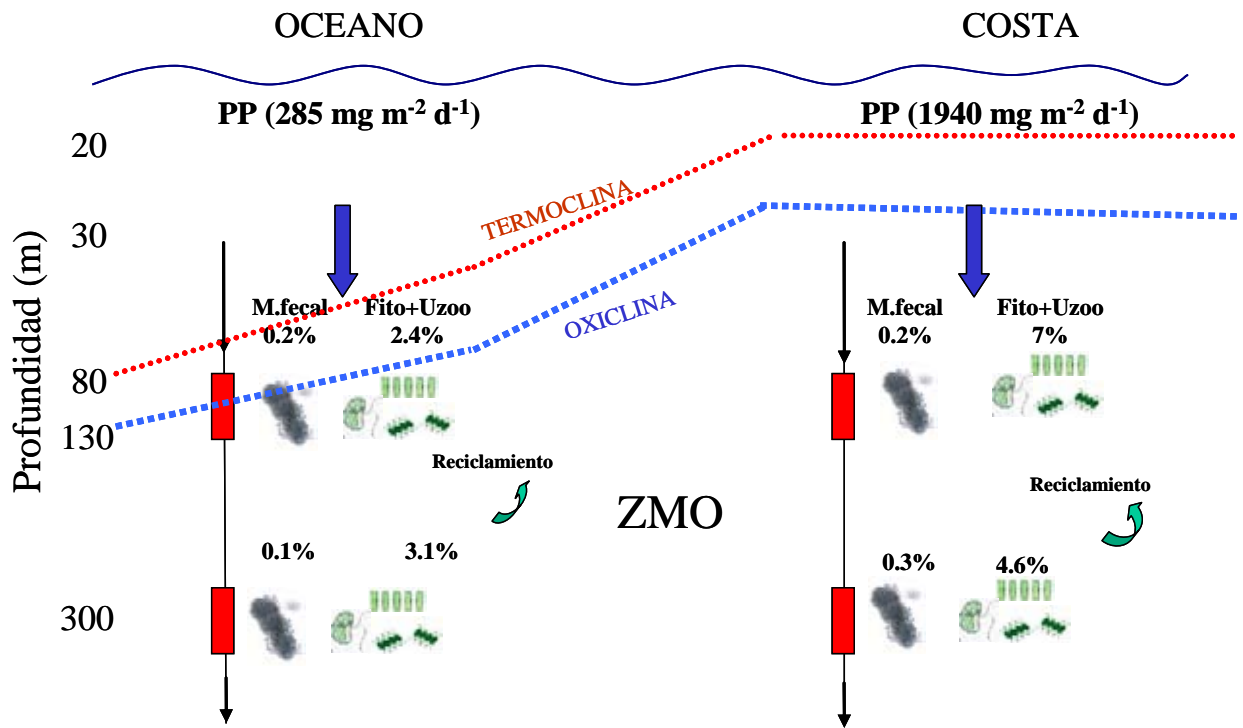 OCEANO
COSTA
PP (285 mg m-2 d-1)
PP (1940 mg m-2 d-1)
Profundidad (m)
20
30
80
130
300
TERMOCLINA
OXICLINA
M.fecal
0.2%
Fito+Uzoo
2.4%
M.fecal
0.2%
Fito+Uzoo
7%
Reciclamiento
ZMO
Reciclamiento
0.1%
3.1%
0.3%
4.6%